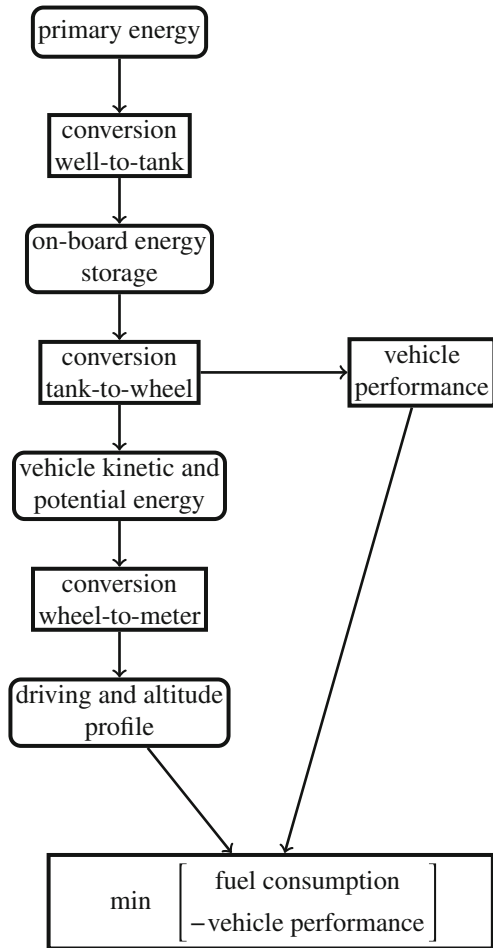 primary energy
conversion
well-to-tank
on-board energy
storage
conversion
tank-to-wheel
vehicle
performance
vehicle kinetic and
potential energy
conversion
wheel-to-meter
driving and altitude
profile
min
fuel consumption
−vehicle performance